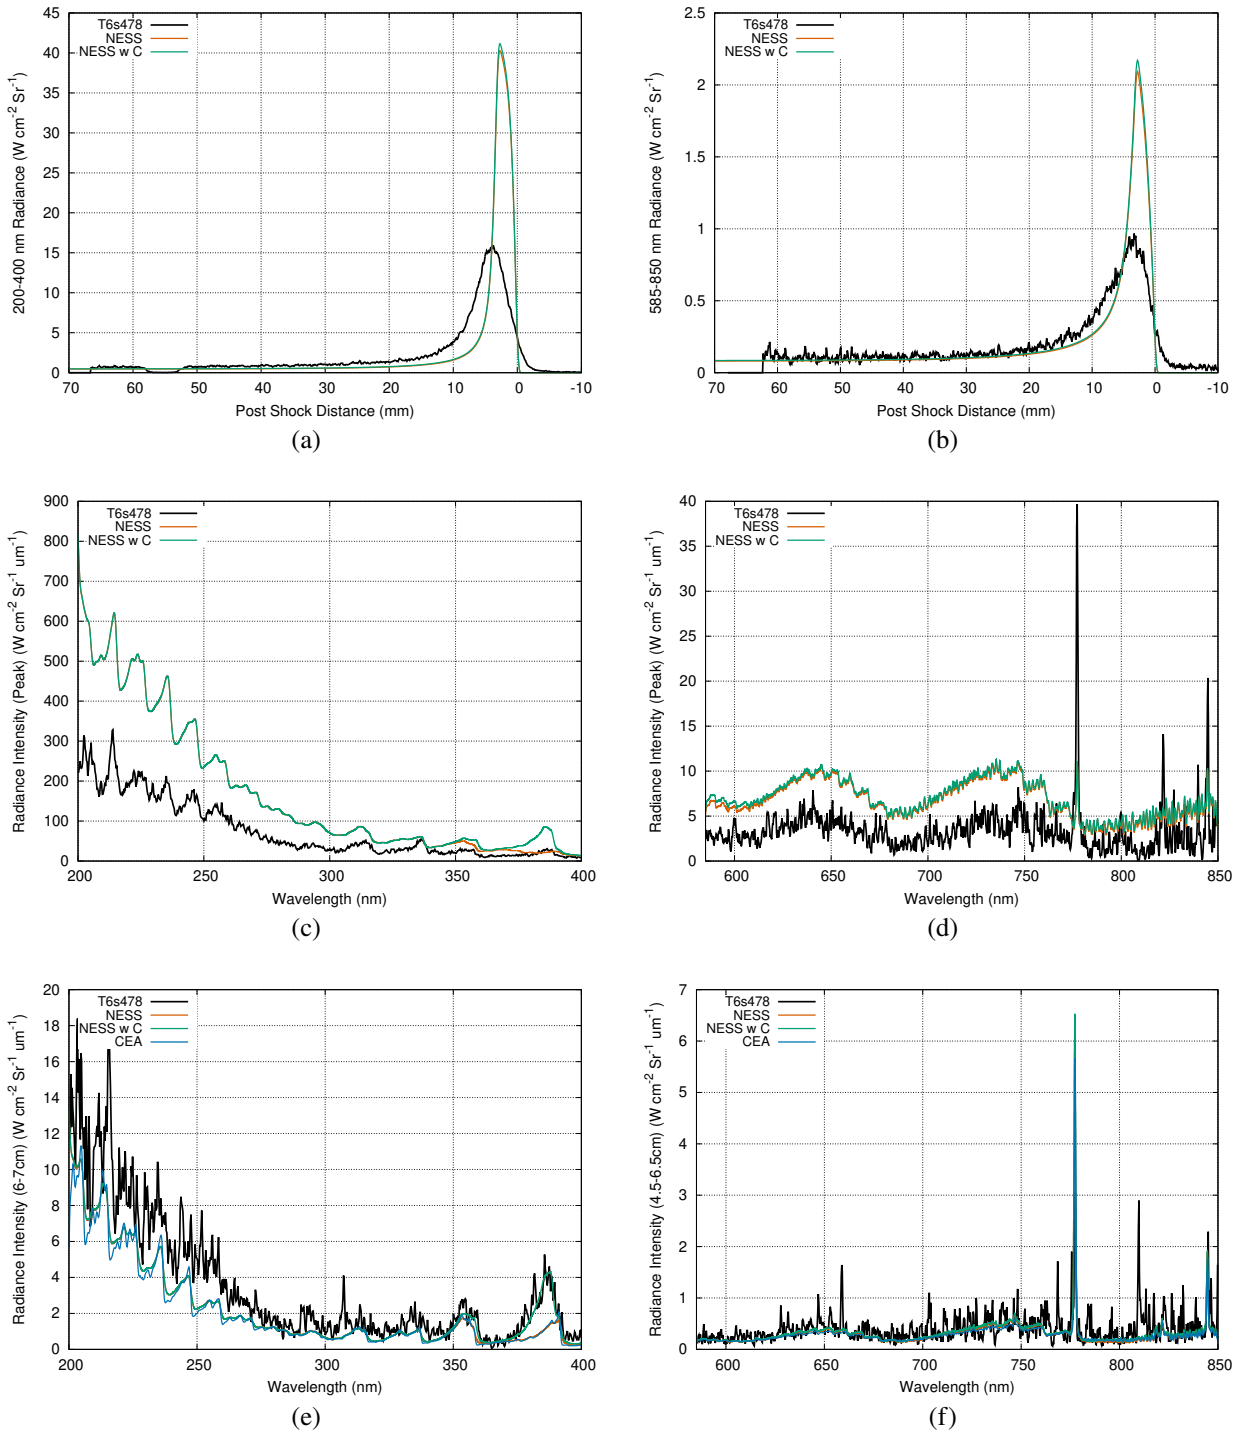 45
40
35
30
25
20
15
10
5
0
200-400 nm Radiance (W cm-2 Sr-1)
T6s478
NESS
NESS w C
70 60 50 40 30 20 10 0 -10
Post Shock Distance (mm)
(a)
2.5
2
1.5
1
0.5
0
585-850 nm Radiance (W cm-2 Sr-1)
T6s478
NESS
NESS w C
70 60 50 40 30 20 10 0 -10
Post Shock Distance (mm)
(b)
900
800
700
600
500
400
300
200
100
0
Radiance Intensity (Peak) (W cm-2 Sr-1 um-1)
T6s478
NESS
NESS w C
200 250 300 350 400
Wavelength (nm)
(c)
40
35
30
25
20
15
10
5
0
Radiance Intensity (Peak) (W cm-2 Sr-1 um-1)
T6s478
NESS
NESS w C
600 650 700 750 800 850
Wavelength (nm)
(d)
20
18
16
14
12
10
8
6
4
2
0
Radiance Intensity (6-7cm) (W cm-2 Sr-1 um-1)
T6s478
NESS
NESS w C
CEA
200 250 300 350 400
Wavelength (nm)
(e)
7
6
5
4
3
2
1
0
Radiance Intensity (4.5-6.5cm) (W cm-2 Sr-1 um-1)
T6s478
NESS
NESS w C
CEA
600 650 700 750 800 850
Wavelength (nm)
(f)